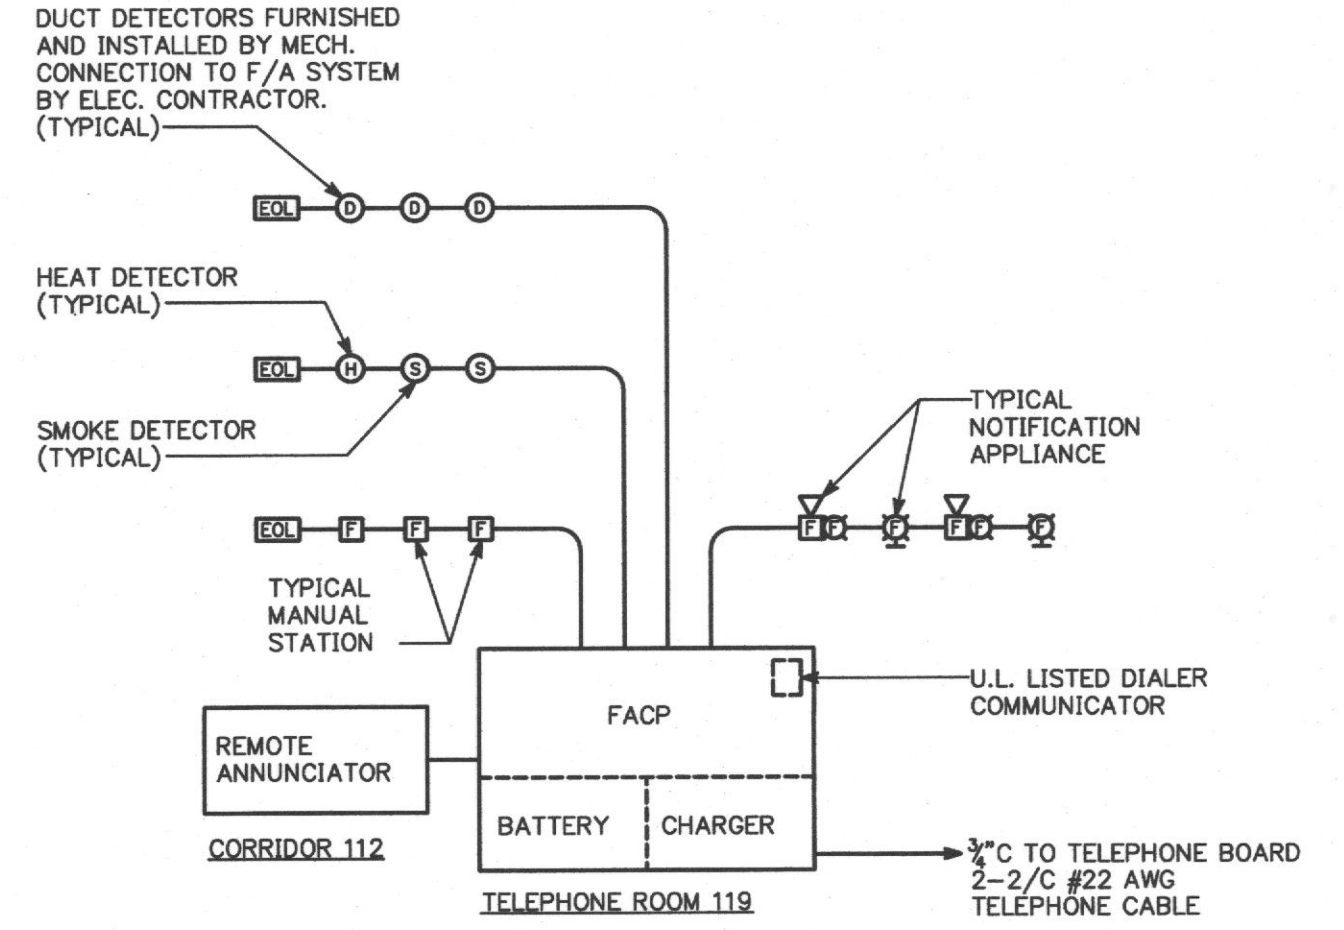 DUCT DETECTORS FURNISHED
AND INSTALLED BY MECH.
CONNECTION TO F/A SYSTEM
BY ELEC. CONTRACTOR.
(TYPICAL)
EOL D D D
HEAT DETECTOR
(TYPICAL)
EOL H S S
SMOKE DETECTOR
(TYPICAL)
TYPICAL
NOTIFICATION
APPLIANCE
EOL F F F
F F F F F F
TYPICAL
MANUAL
STATION
U.L. LISTED DIALER
COMMUNICATOR
FACP
REMOTE
ANNUNCIATOR
BATTERY
CHARGER
CORRIDOR 112
TELEPHONE ROOM 119
¾"C TO TELEPHONE BOARD
2-2/C #22 AWG
TELEPHONE CABLE